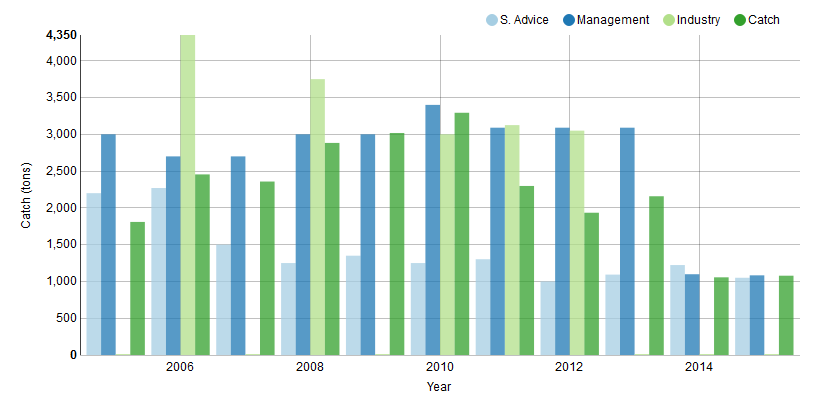 S. Advice Management Industry Catch
4,350
4,000
3,500
3,000
2,500
2,000
1,500
1,000
500
0
Catch (tons)
2006 2008 2010 2012 2014
Year